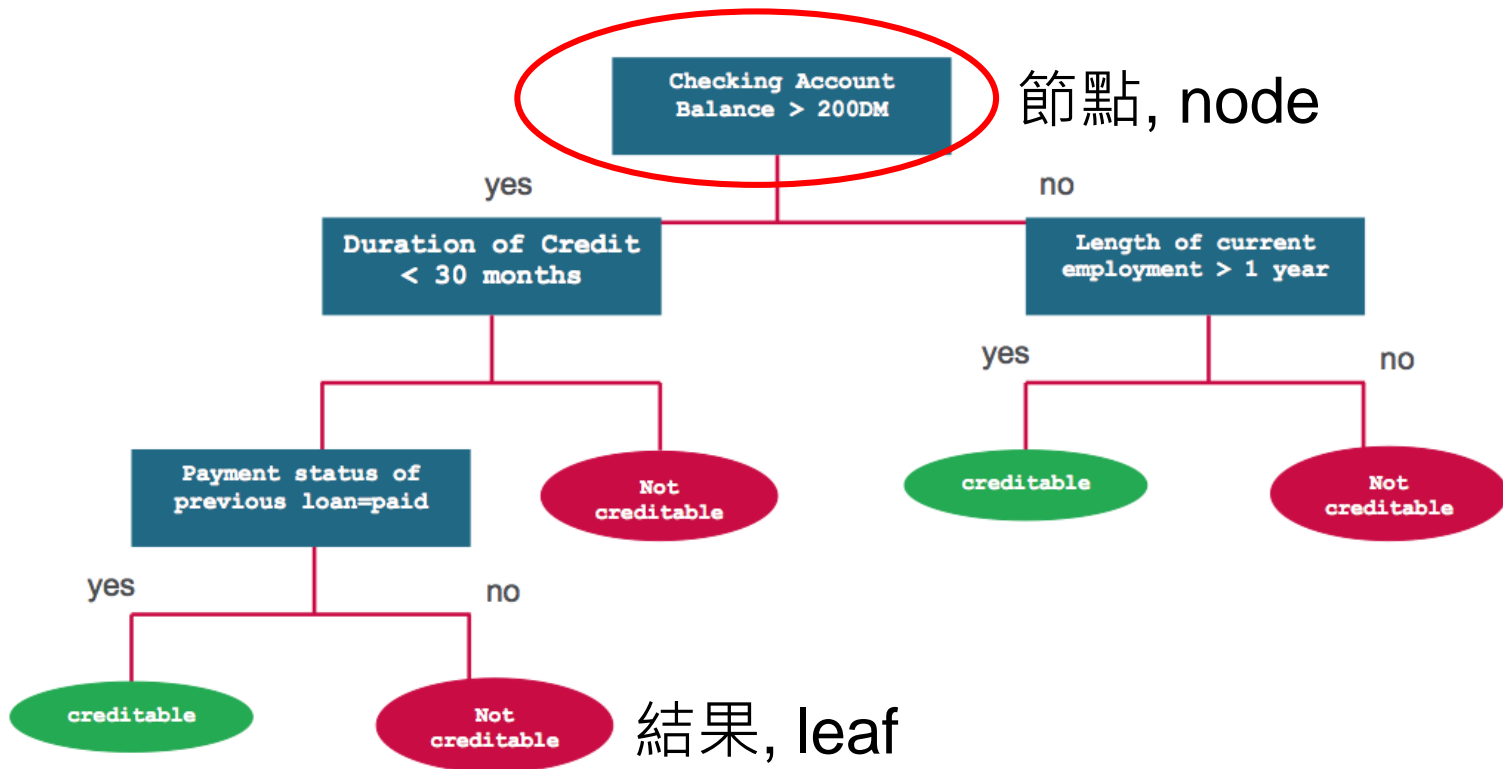 Checking Account
Balance > 200DM
節點, node
yes
no
Duration of Credit
< 30 months
Length of current
employment > 1 year
yes
no
Payment status of
previous loan=paid
Not
creditable
creditable
Not
creditable
yes
no
creditable
Not
creditable
結果, leaf